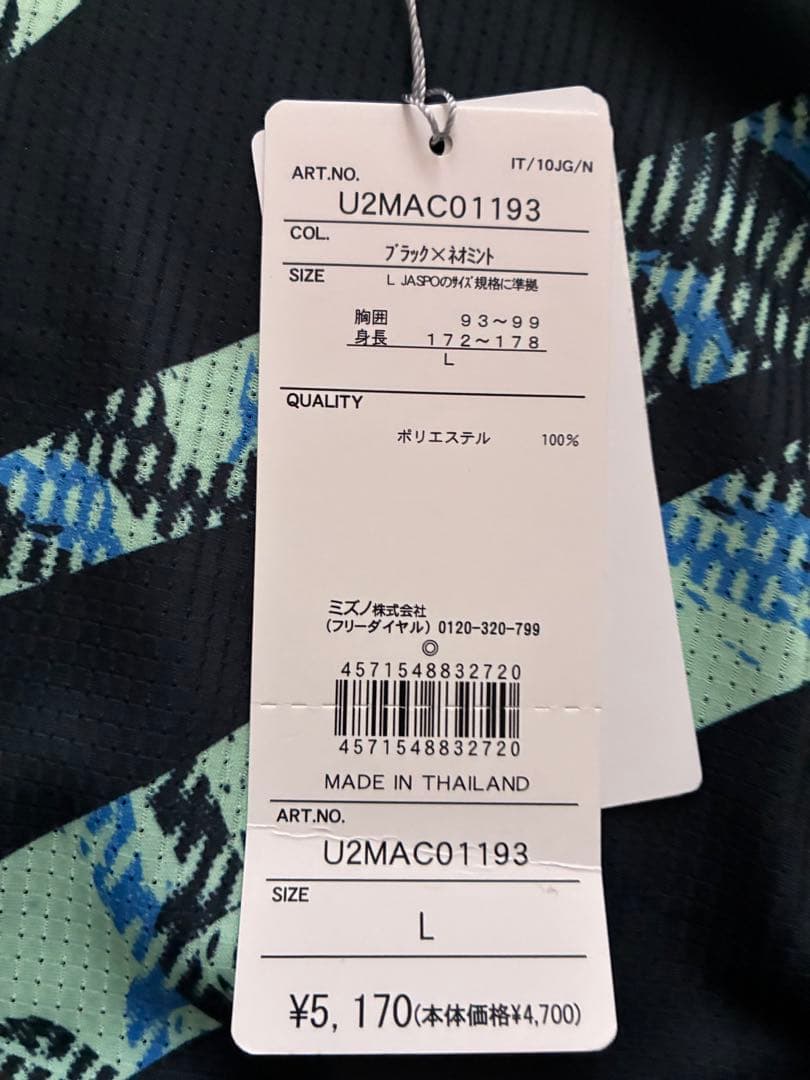 IT/10JG/N
ART.NO.
U2MAC01193
COL.
ブラック×ネオミント
SIZE
L JASPOのサイズ規格に準拠
胸囲 93~99
身長 172~178
L
QUALITY
ポリエステル 100%
ミズノ株式会社
(フリーダイヤル) 0120-320-799
◎
4571548832720
4571548832720
MADE IN THAILAND
ART.NO.
U2MAC01193
SIZE
L
¥5,170(本体価格¥4,700)